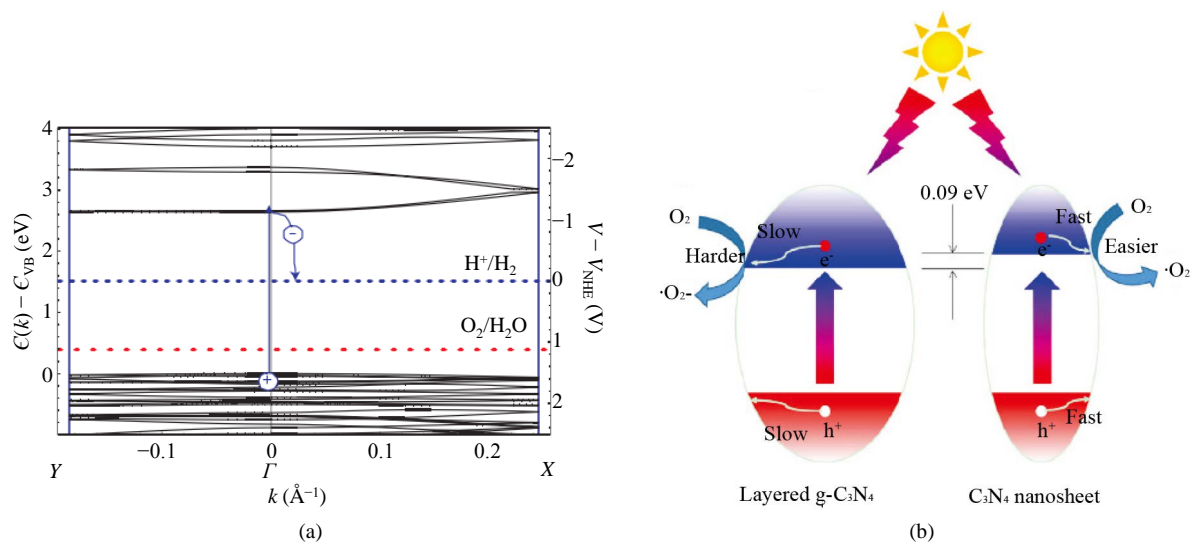 4
3
2
1
0
−2
−1
0
1
2
Є(k) − ЄVB (eV)
V − VNHE (V)
H+/H2
O2/H2O
−
+
−0.1
0
0.1
0.2
Y
Γ
X
k (Å−1)
(a)
0.09 eV
O2
Slow
Harder
e-
·O2-
Slow
h+
Layered g-C3N4
Fast
O2
e-
Easier
·O2
h+
Fast
C3N4 nanosheet
(b)